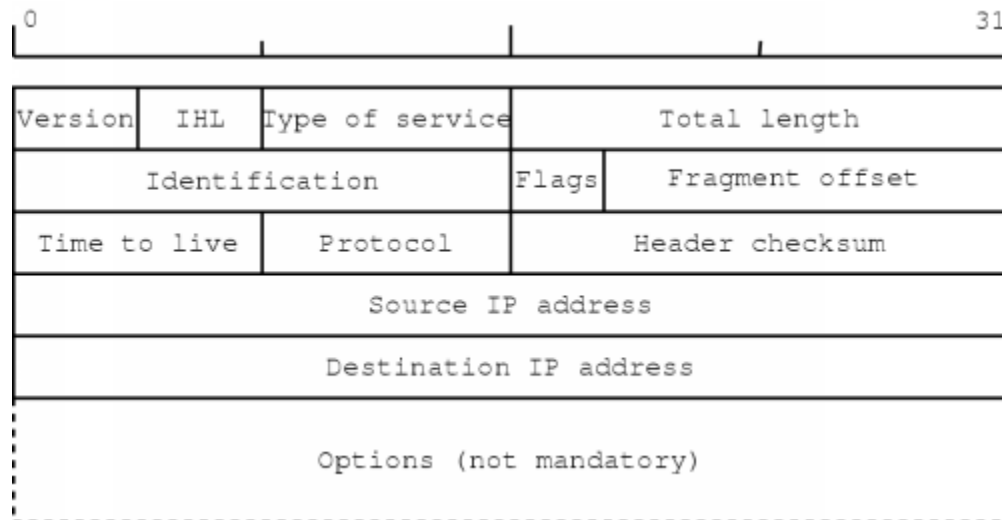 0 31
Version IHL Type of service Total length
Identification Flags Fragment offset
Time to live Protocol Header checksum
Source IP address
Destination IP address
Options (not mandatory)